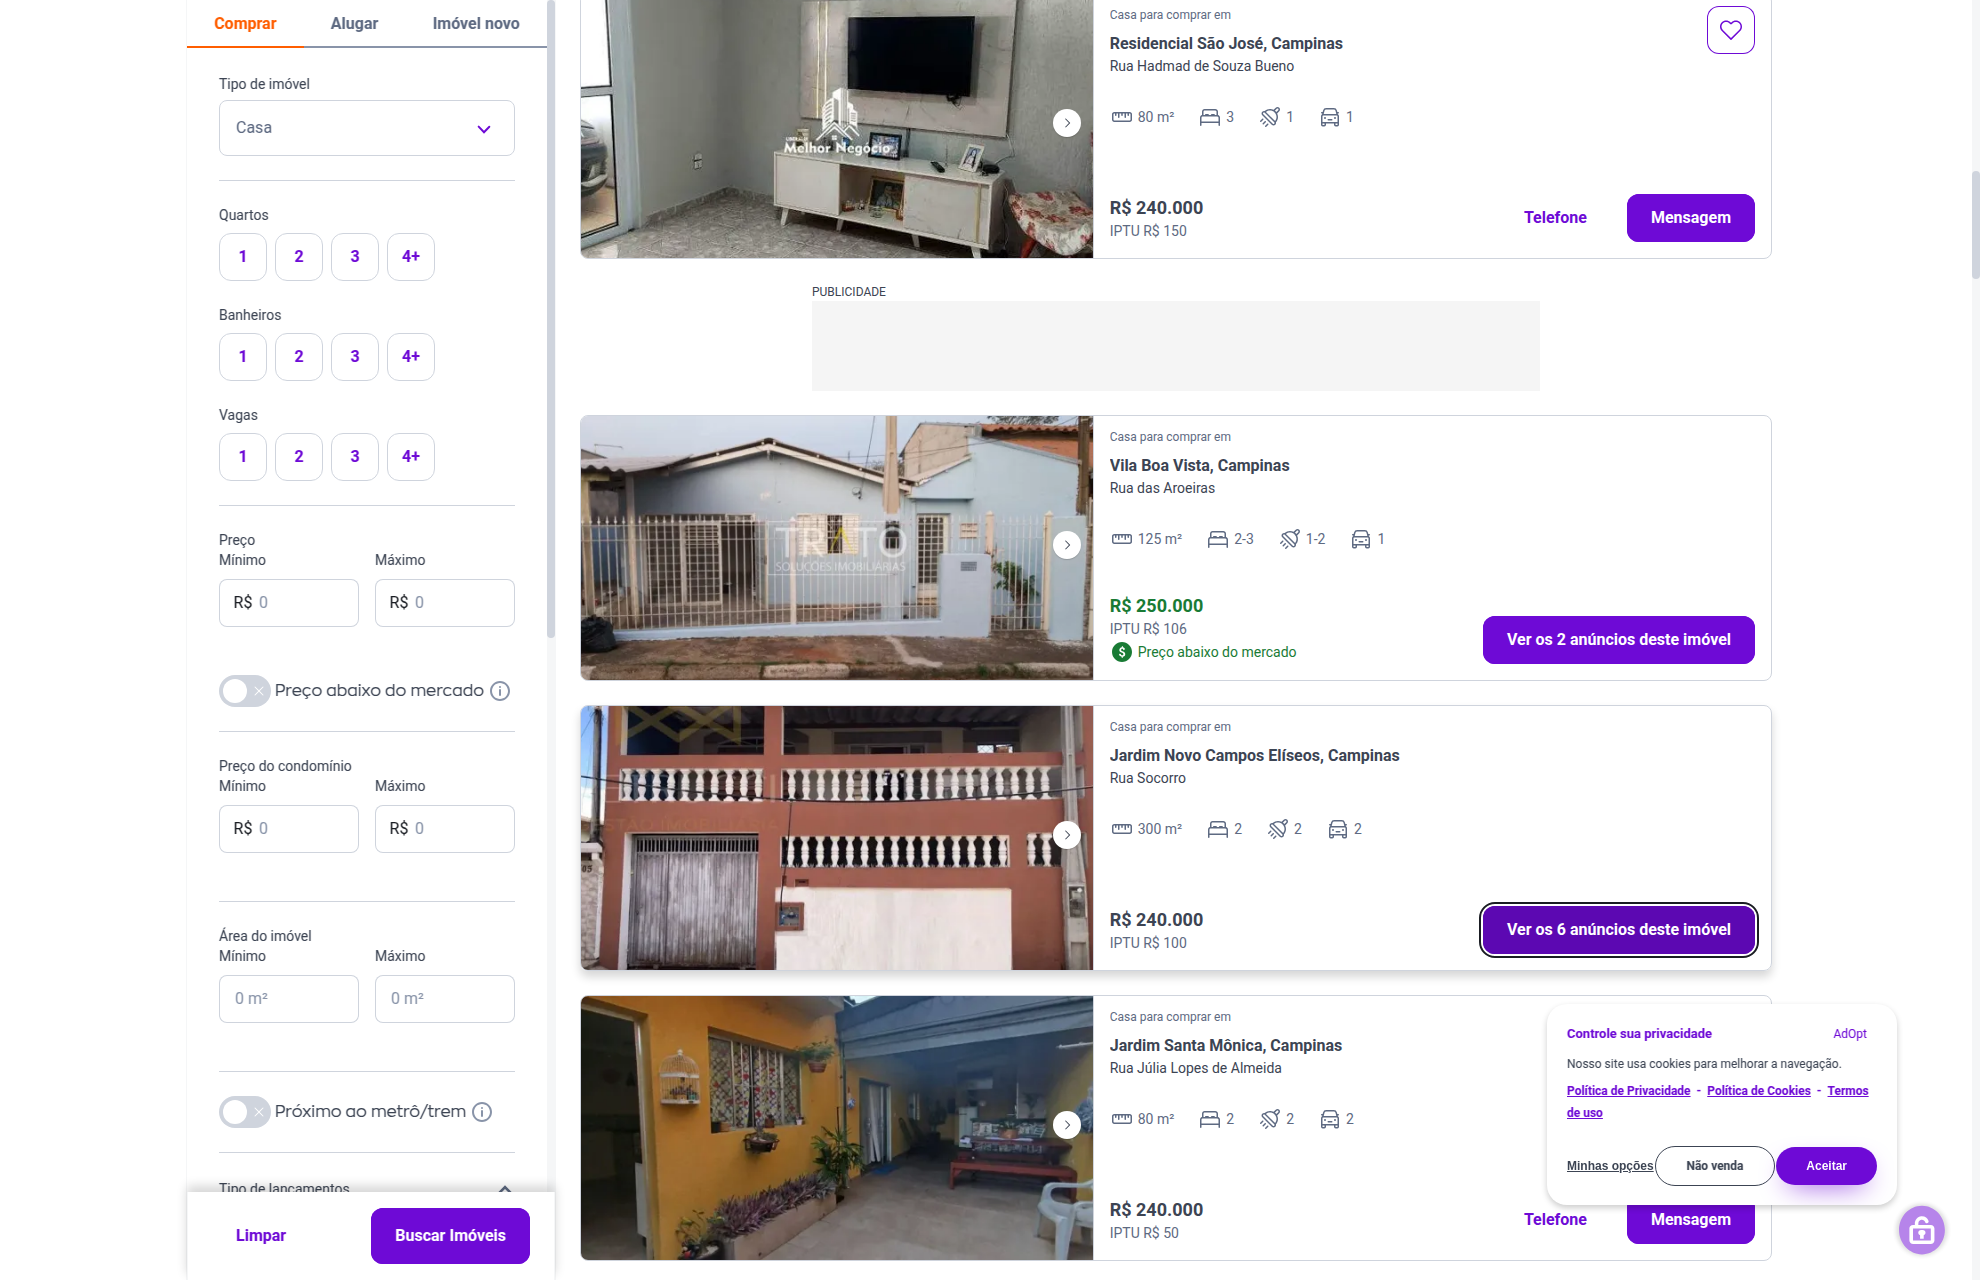 Comprar
Alugar
Imóvel novo
Tipo de imóvel
Casa
Quartos
1
2
3
4+
Banheiros
1
2
3
4+
Vagas
1
2
3
4+
Preço
Mínimo
Máximo
R$ 0
R$ 0
Preço abaixo do mercado
Preço do condomínio
Mínimo
Máximo
R$ 0
R$ 0
Área do imóvel
Mínimo
Máximo
0 m²
0 m²
Próximo ao metrô/trem
Tipo de lançamentos
Limpar
Buscar Imóveis
Melhor Negócio
Casa para comprar em
Residencial São José, Campinas
Rua Hadmad de Souza Bueno
80 m²
3
1
1
R$ 240.000
IPTU R$ 150
Telefone
Mensagem
PUBLICIDADE
TRATO
SOLUÇÕES IMOBILIÁRIAS
Casa para comprar em
Vila Boa Vista, Campinas
Rua das Aroeiras
125 m²
2-3
1-2
1
R$ 250.000
IPTU R$ 106
Preço abaixo do mercado
Ver os 2 anúncios deste imóvel
Casa para comprar em
Jardim Novo Campos Elíseos, Campinas
Rua Socorro
300 m²
2
2
2
R$ 240.000
IPTU R$ 100
Ver os 6 anúncios deste imóvel
Casa para comprar em
Jardim Santa Mônica, Campinas
Rua Júlia Lopes de Almeida
80 m²
2
2
2
R$ 240.000
IPTU R$ 50
Telefone
Mensagem
Controle sua privacidade
AdOpt
Nosso site usa cookies para melhorar a navegação.
Política de Privacidade - Política de Cookies - Termos
de uso
Minhas opções
Não venda
Aceitar